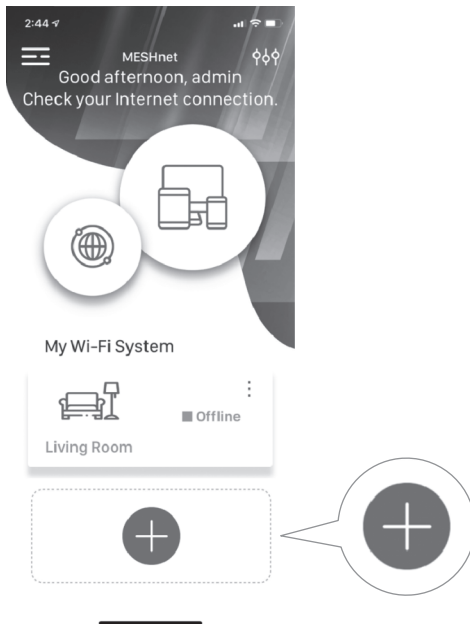 2:44
MESHnet
Good afternoon, admin
Check your Internet connection.
My Wi-Fi System
Offline
Living Room